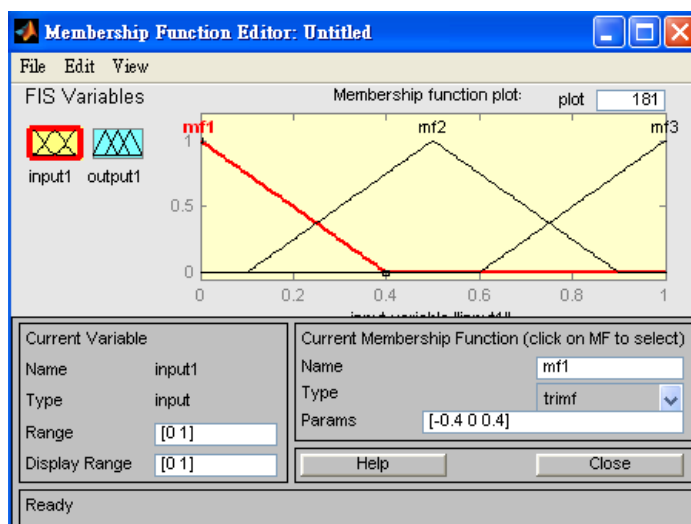 Membership Function Editor: Untitled
File Edit View
FIS Variables
Membership function plot: plot 181
mf1 mf2 mf3
input1 output1
1
0.5
0
0 0.2 0.4 0.6 0.8 1
input variable "input1"
Current Variable
Name input1
Type input
Range [0 1]
Display Range [0 1]
Current Membership Function (click on MF to select)
Name mf1
Type trimf
Params [-0.4 0 0.4]
Help Close
Ready